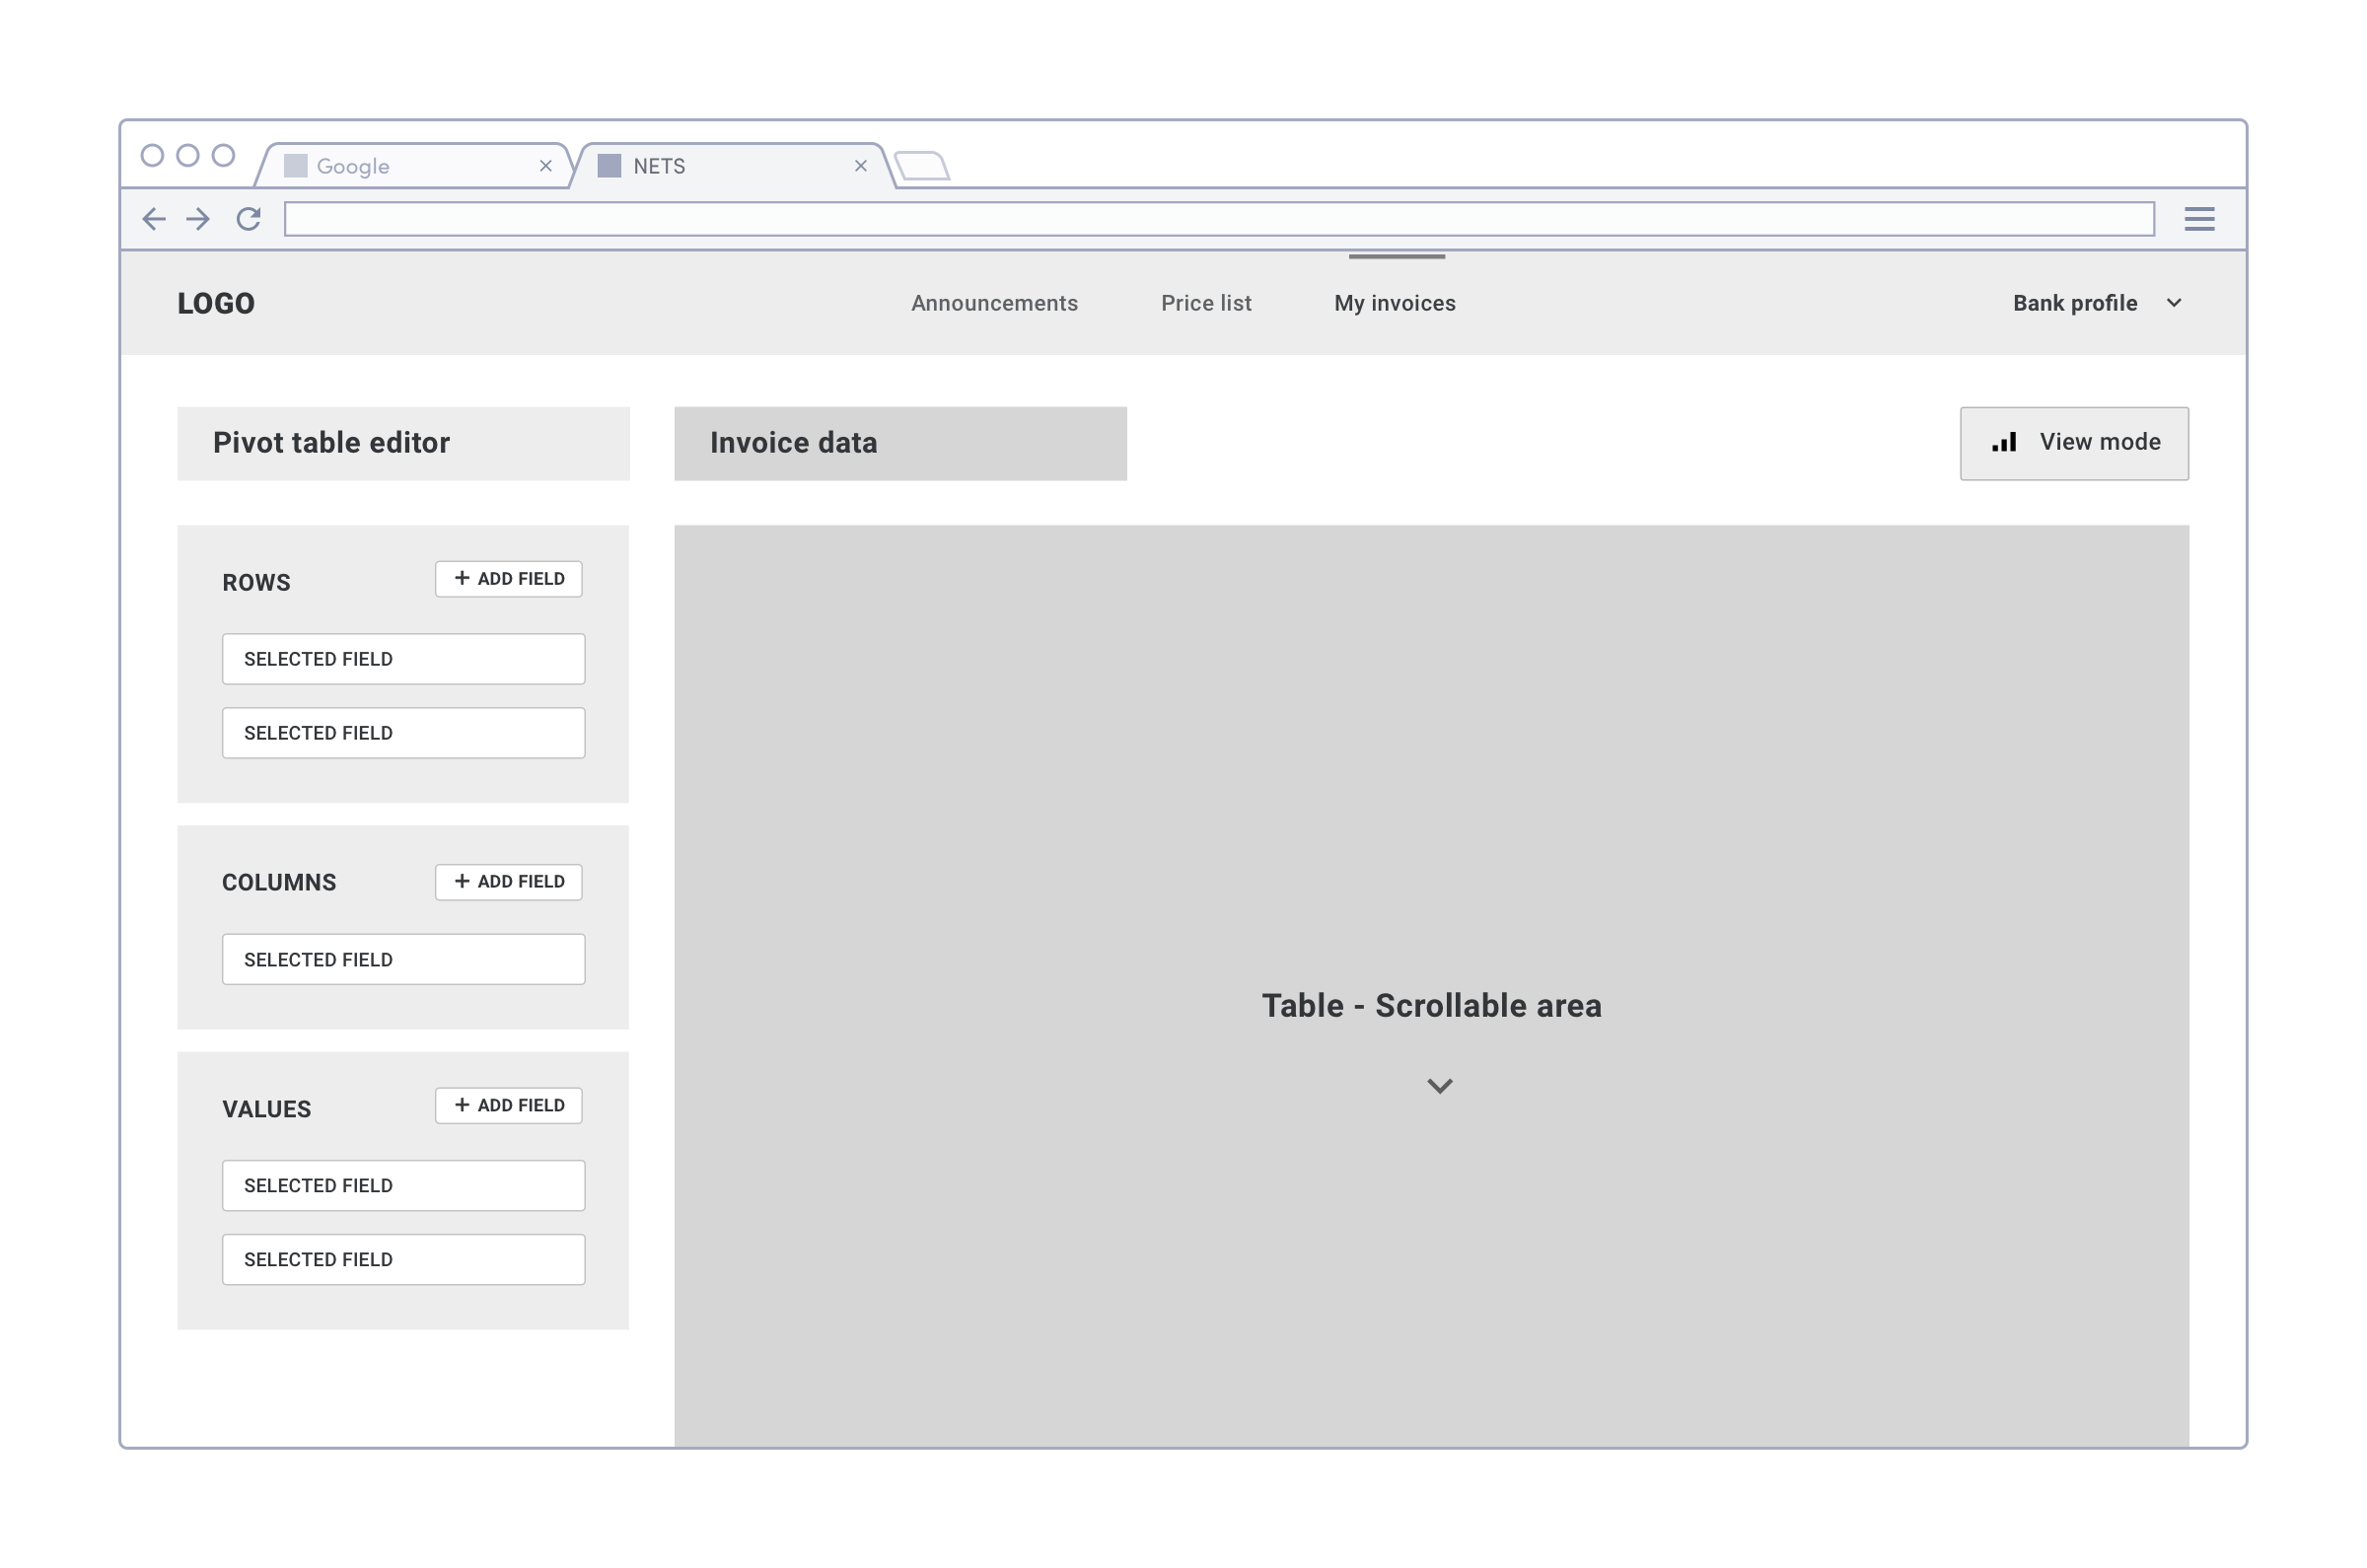 Google
NETS
LOGO
Announcements
Price list
My invoices
Bank profile
Pivot table editor
Invoice data
View mode
ROWS
ADD FIELD
SELECTED FIELD
SELECTED FIELD
COLUMNS
ADD FIELD
SELECTED FIELD
VALUES
ADD FIELD
SELECTED FIELD
SELECTED FIELD
Table - Scrollable area